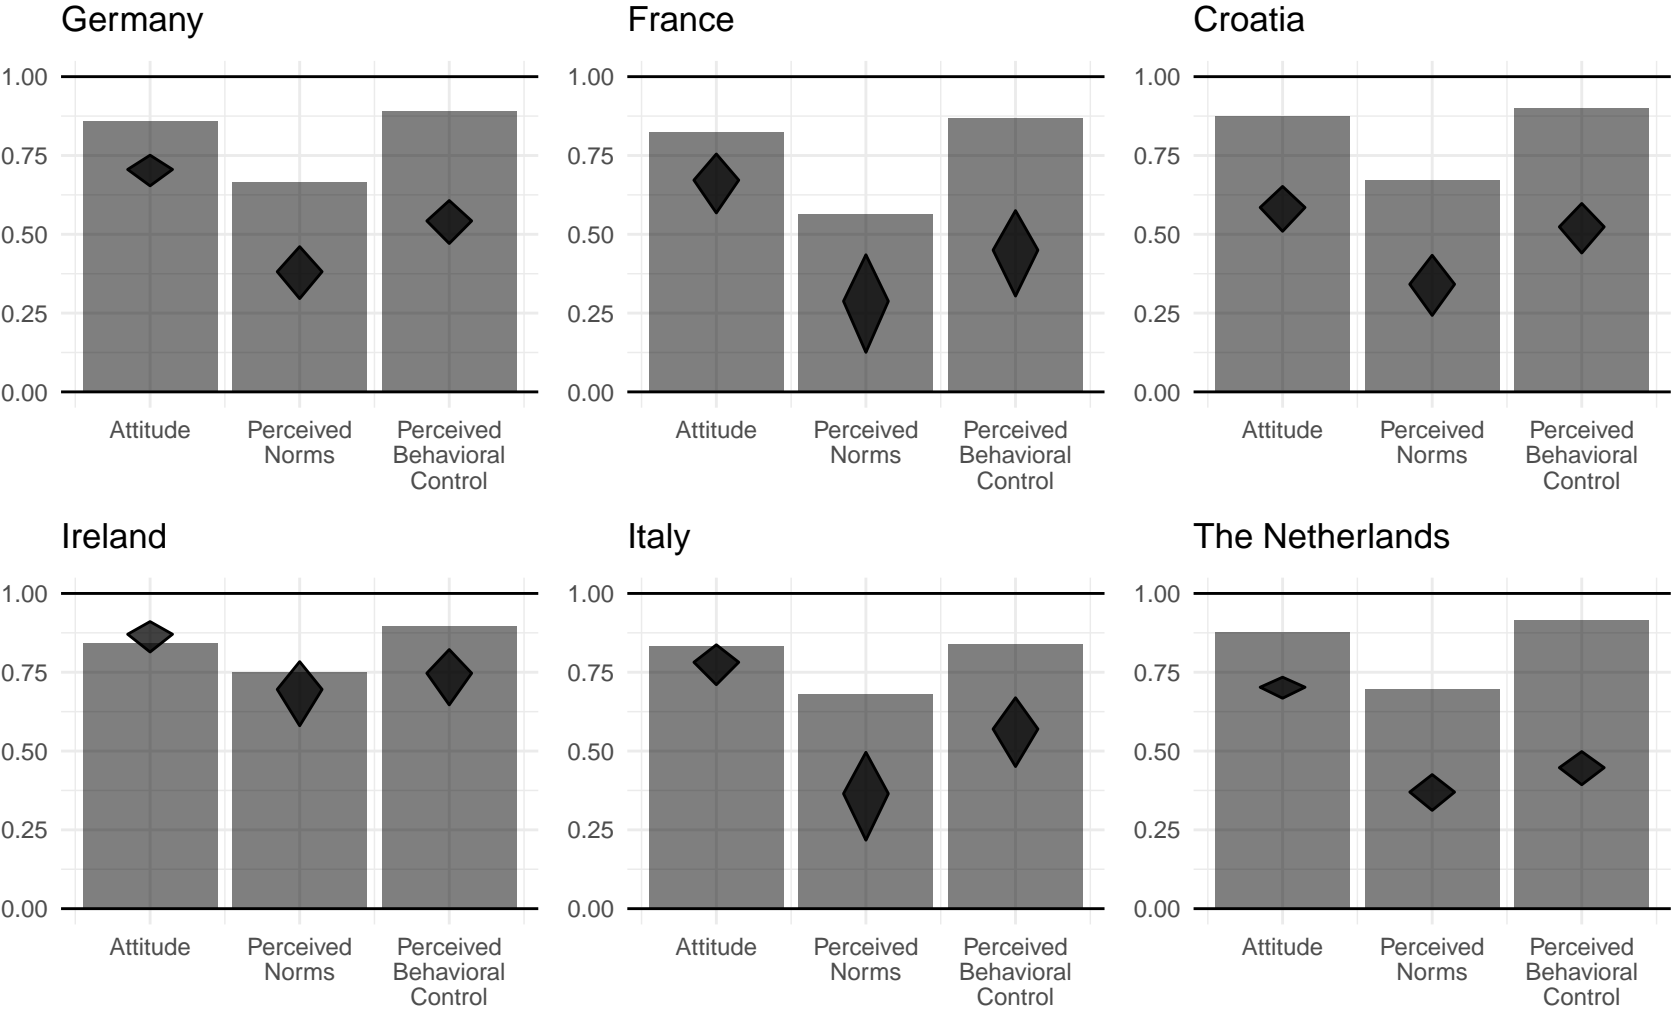 Germany
France
Croatia
1.00
0.75
0.50
0.25
0.00
1.00
0.75
0.50
0.25
0.00
1.00
0.75
0.50
0.25
0.00
Attitude
Perceived
Norms
Perceived
Behavioral
Control
Attitude
Perceived
Norms
Perceived
Behavioral
Control
Attitude
Perceived
Norms
Perceived
Behavioral
Control
Ireland
Italy
The Netherlands
1.00
0.75
0.50
0.25
0.00
1.00
0.75
0.50
0.25
0.00
1.00
0.75
0.50
0.25
0.00
Attitude
Perceived
Norms
Perceived
Behavioral
Control
Attitude
Perceived
Norms
Perceived
Behavioral
Control
Attitude
Perceived
Norms
Perceived
Behavioral
Control